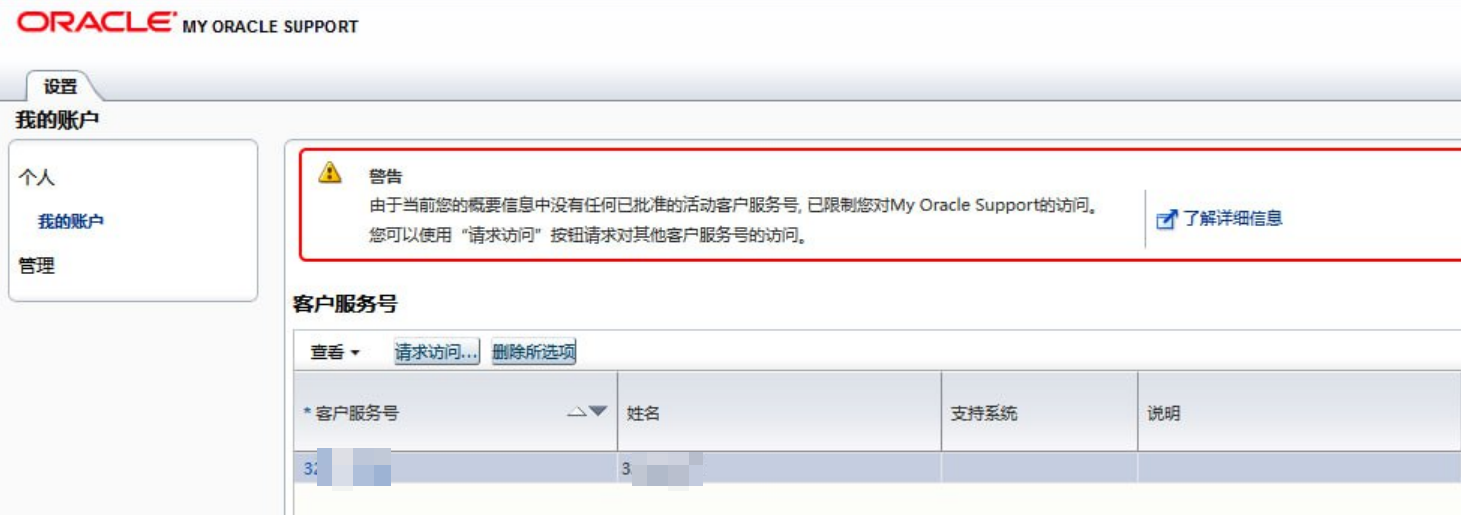 ORACLE® MY ORACLE SUPPORT
设置
我的账户
个人
我的账户
管理
警告
由于当前您的概要信息中没有任何已批准的活动客户服务号, 已限制您对My Oracle Support的访问。
您可以使用“请求访问”按钮请求对其他客户服务号的访问。
了解详细信息
客户服务号
查看 请求访问... 删除所选项
* 客户服务号 姓名 支持系统 说明
32 3